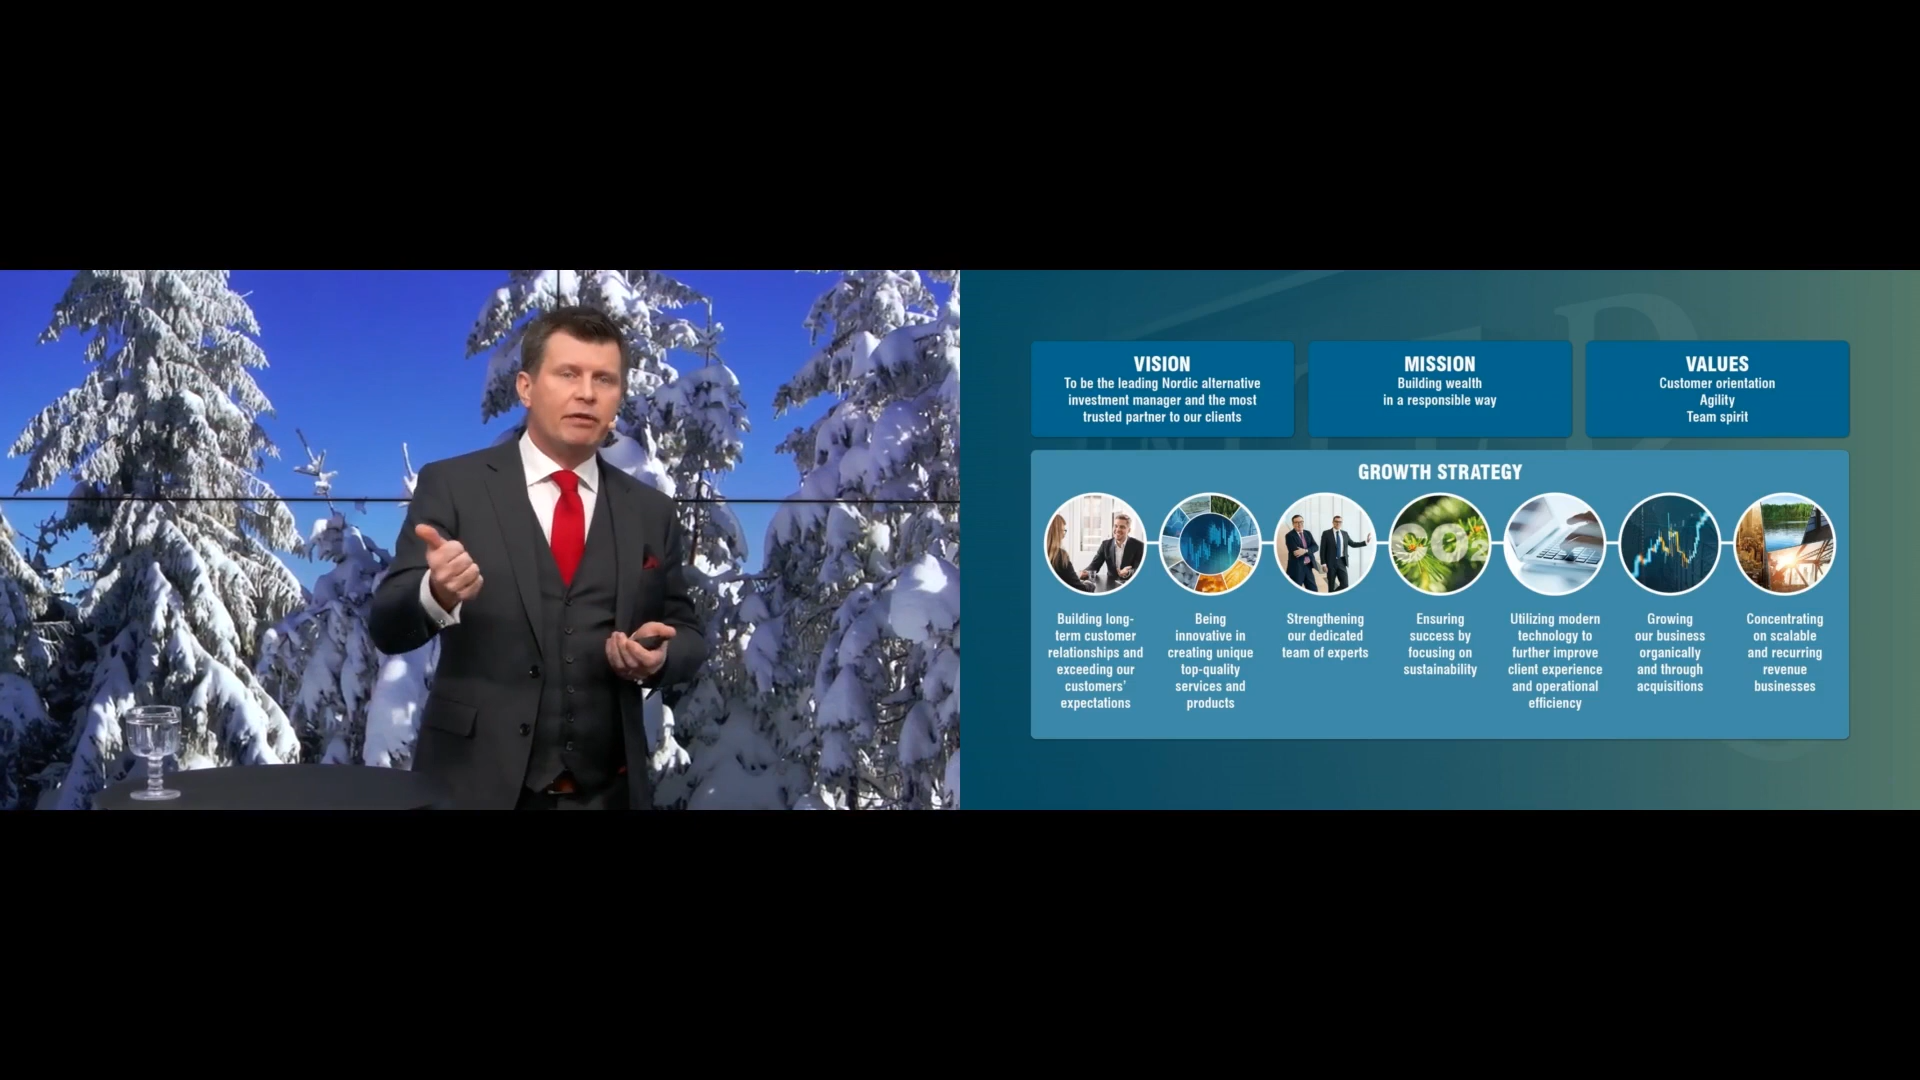 VISION
To be the leading Nordic alternative
investment manager and the most
trusted partner to our clients
MISSION
Building wealth
in a responsible way
VALUES
Customer orientation
Agility
Team spirit
GROWTH STRATEGY
CO2
Building long-
term customer
relationships and
exceeding our
customers'
expectations
Being
innovative in
creating unique
top-quality
services and
products
Strengthening
our dedicated
team of experts
Ensuring
success by
focusing on
sustainability
Utilizing modern
technology to
further improve
client experience
and operational
efficiency
Growing
our business
organically
and through
acquisitions
Concentrating
on scalable
and recurring
revenue
businesses